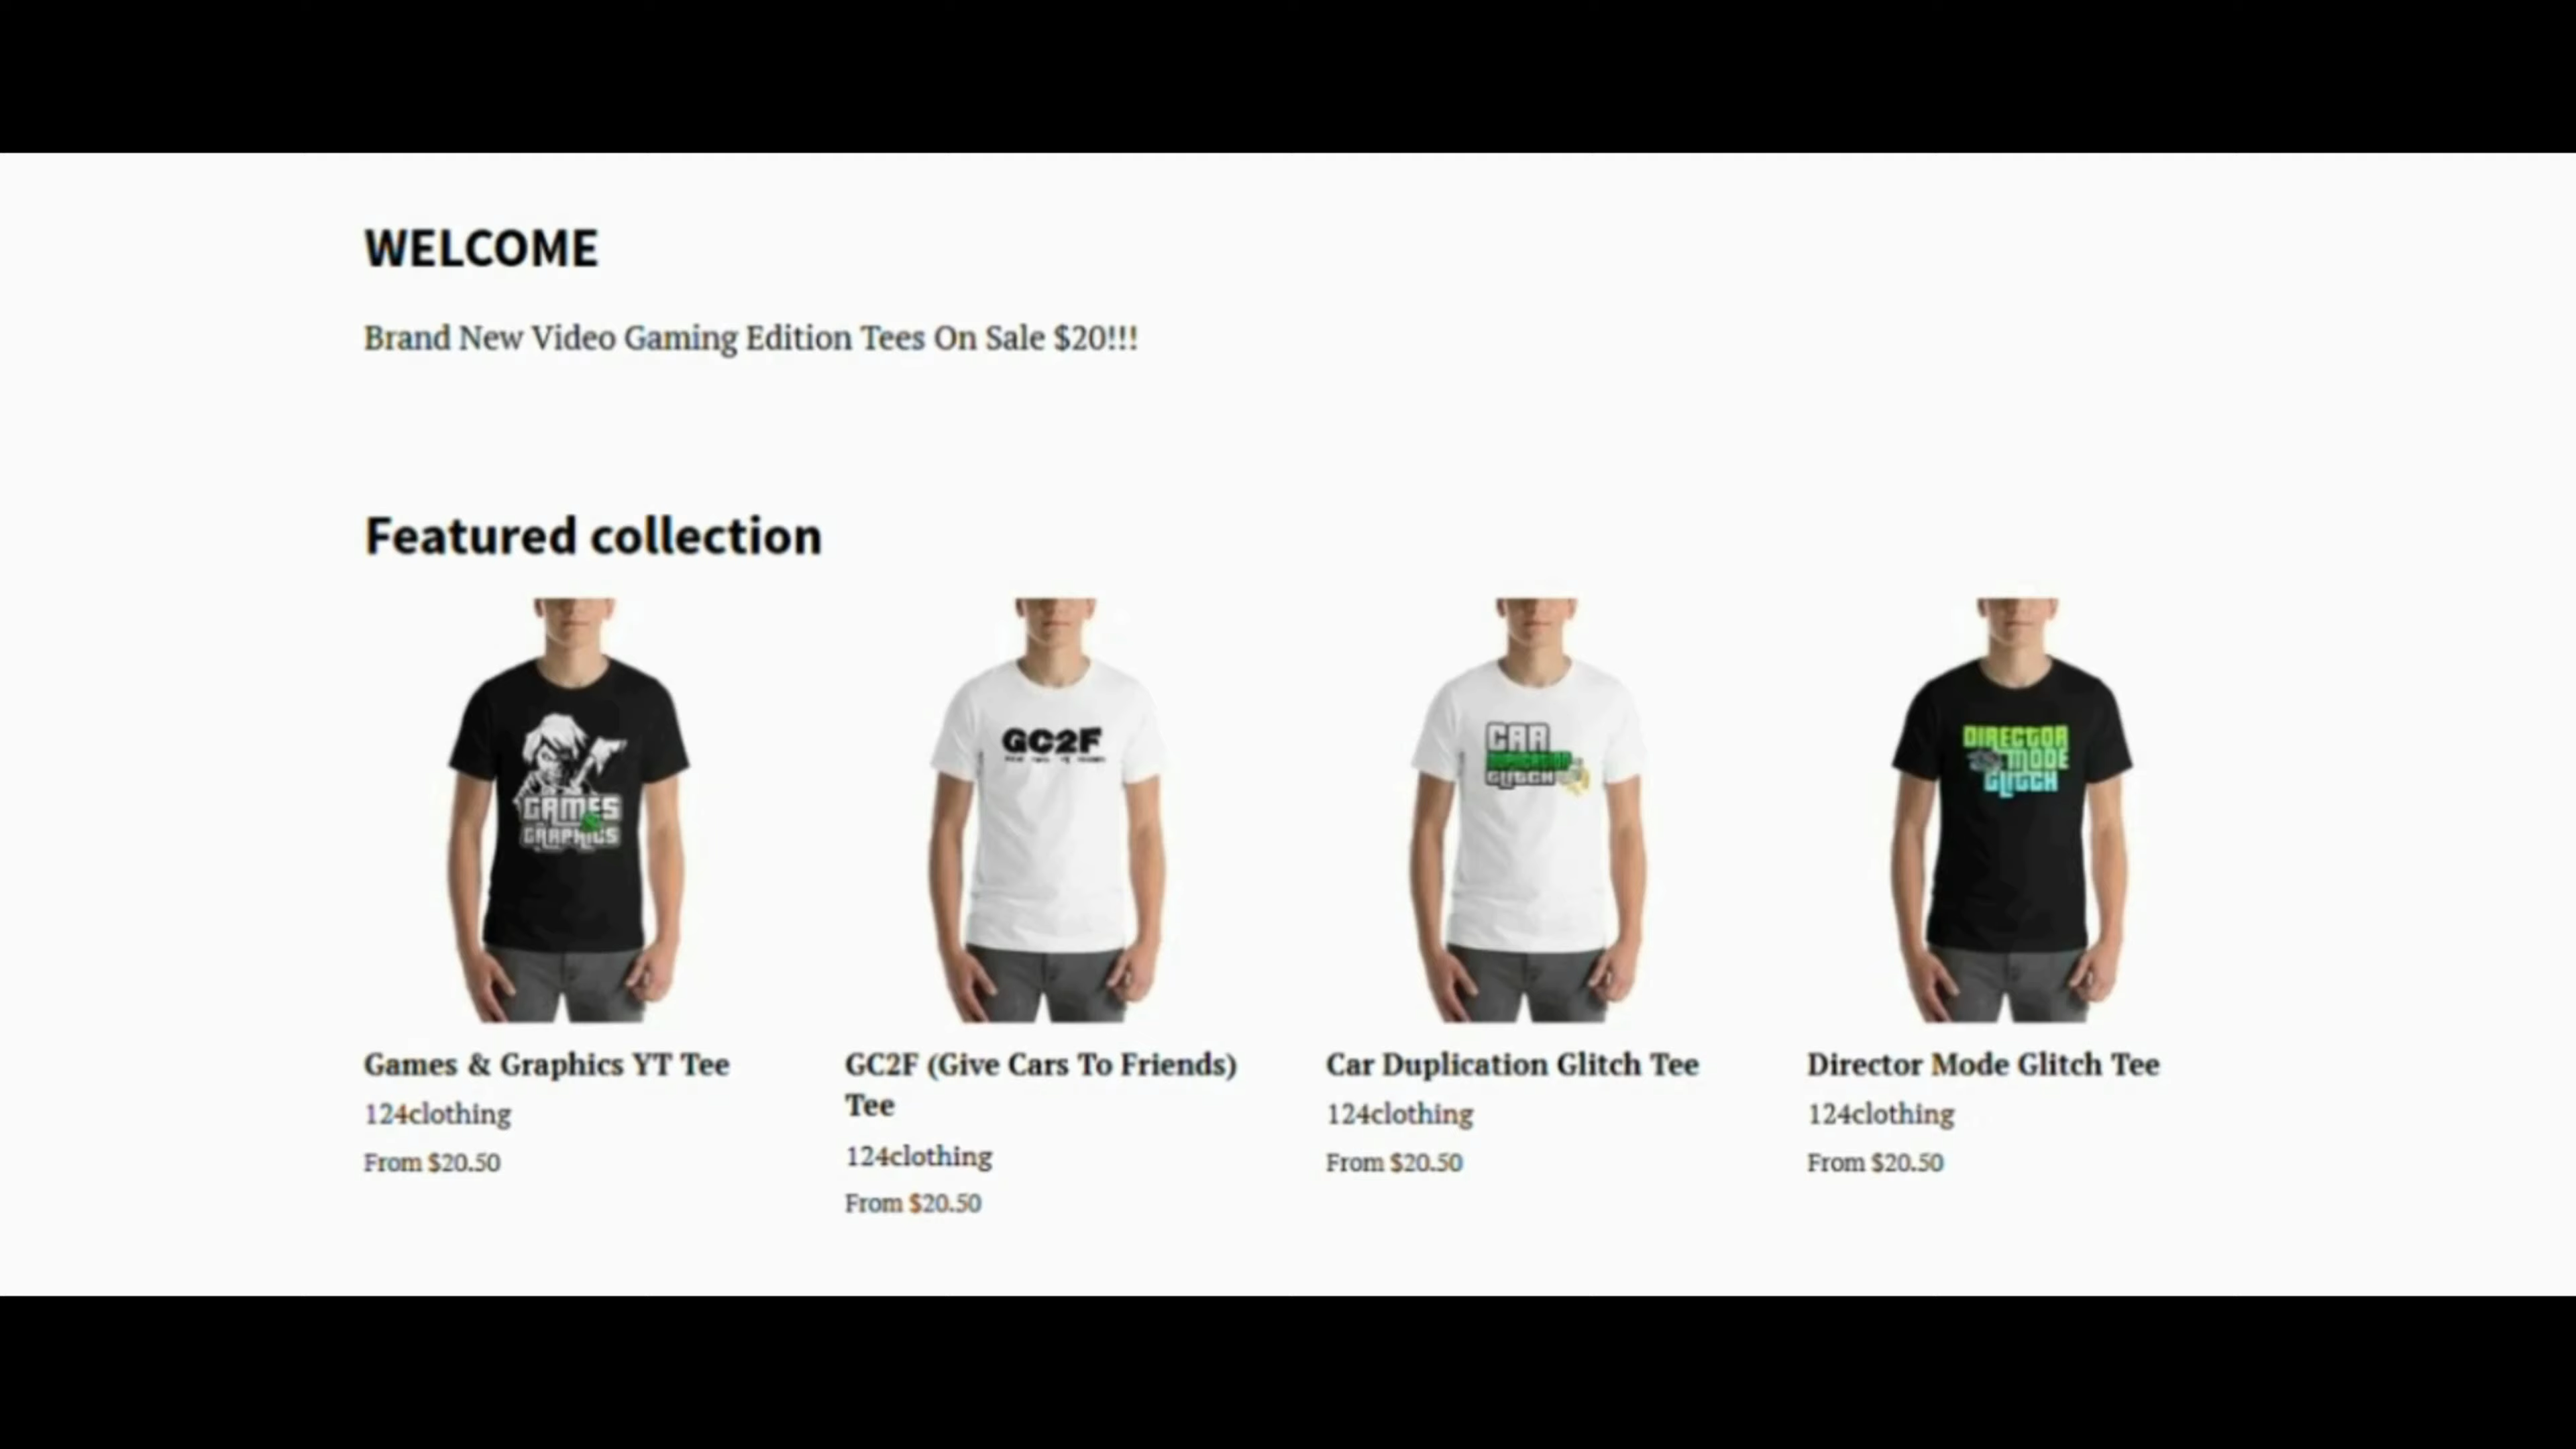 WELCOME
Brand New Video Gaming Edition Tees On Sale $20!!!
Featured collection
GAMES
GRAPHICS
GC2F
CAR
DUPLICATION
GLITCH
DIRECTOR
MODE
GLITCH
Games & Graphics YT Tee
124clothing
From $20.50
GC2F (Give Cars To Friends)
Tee
124clothing
From $20.50
Car Duplication Glitch Tee
124clothing
From $20.50
Director Mode Glitch Tee
124clothing
From $20.50